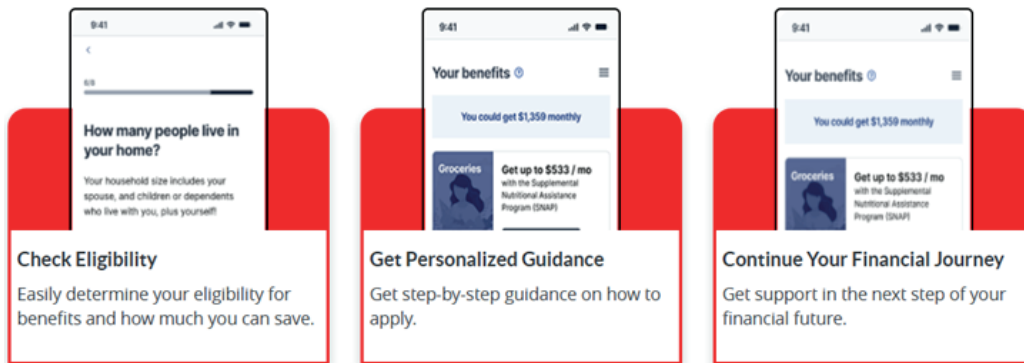 9:41
6/6
How many people live in
your home?
Your household size includes your
spouse, and children or dependents
who live with you, plus yourself!
Check Eligibility
Easily determine your eligibility for
benefits and how much you can save.
9:41
Your benefits
You could get $1,359 monthly
Groceries
Get up to $533 / mo
with the Supplemental
Nutritional Assistance
Program (SNAP)
Get Personalized Guidance
Get step-by-step guidance on how to
apply.
9:41
Your benefits
You could get $1,359 monthly
Groceries
Get up to $533 / mo
with the Supplemental
Nutritional Assistance
Program (SNAP)
Continue Your Financial Journey
Get support in the next step of your
financial future.